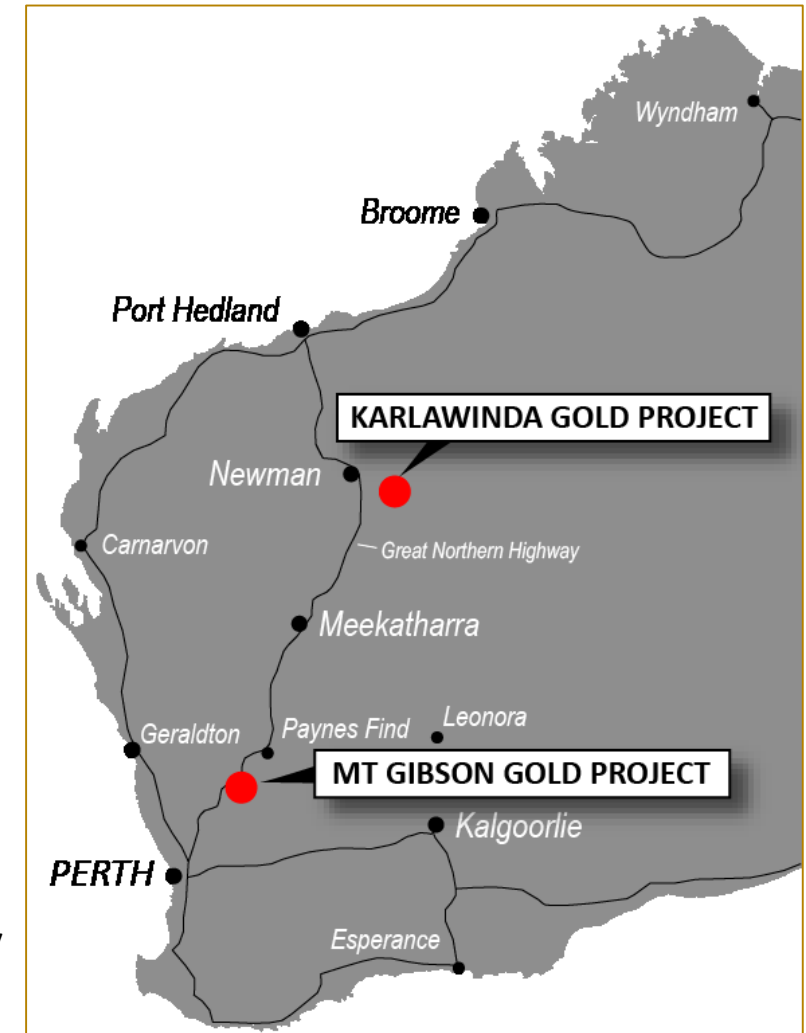 Wyndham
Broome
Port Hedland
KARLAWINDA GOLD PROJECT
Newman
Carnarvon
Great Northern Highway
Meekatharra
Geraldton
Paynes Find
Leonora
MT GIBSON GOLD PROJECT
Kalgoorlie
PERTH
Esperance